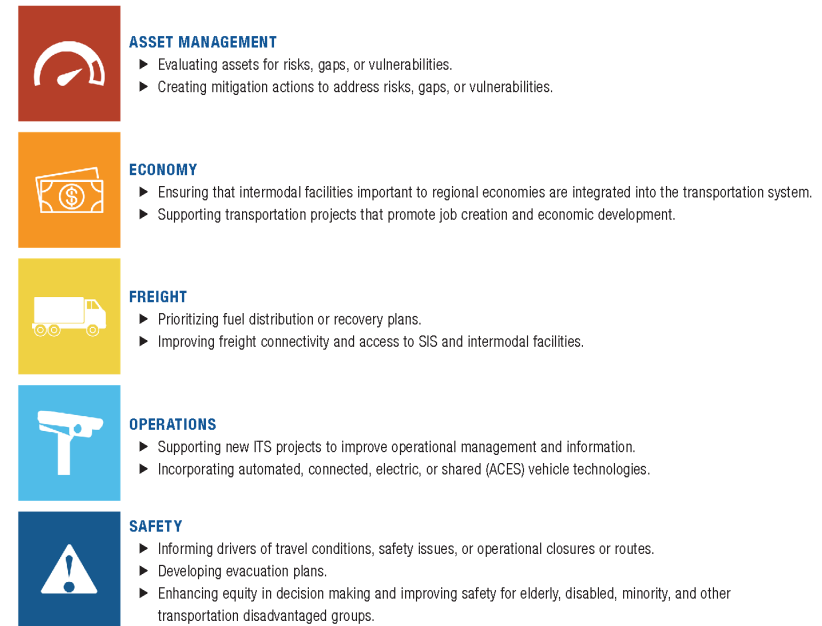 ASSET MANAGEMENT
▶ Evaluating assets for risks, gaps, or vulnerabilities.
▶ Creating mitigation actions to address risks, gaps, or vulnerabilities.
$
ECONOMY
▶ Ensuring that intermodal facilities important to regional economies are integrated into the transportation system.
▶ Supporting transportation projects that promote job creation and economic development.
FREIGHT
▶ Prioritizing fuel distribution or recovery plans.
▶ Improving freight connectivity and access to SIS and intermodal facilities.
OPERATIONS
▶ Supporting new ITS projects to improve operational management and information.
▶ Incorporating automated, connected, electric, or shared (ACES) vehicle technologies.
SAFETY
▶ Informing drivers of travel conditions, safety issues, or operational closures or routes.
▶ Developing evacuation plans.
▶ Enhancing equity in decision making and improving safety for elderly, disabled, minority, and other
transportation disadvantaged groups.